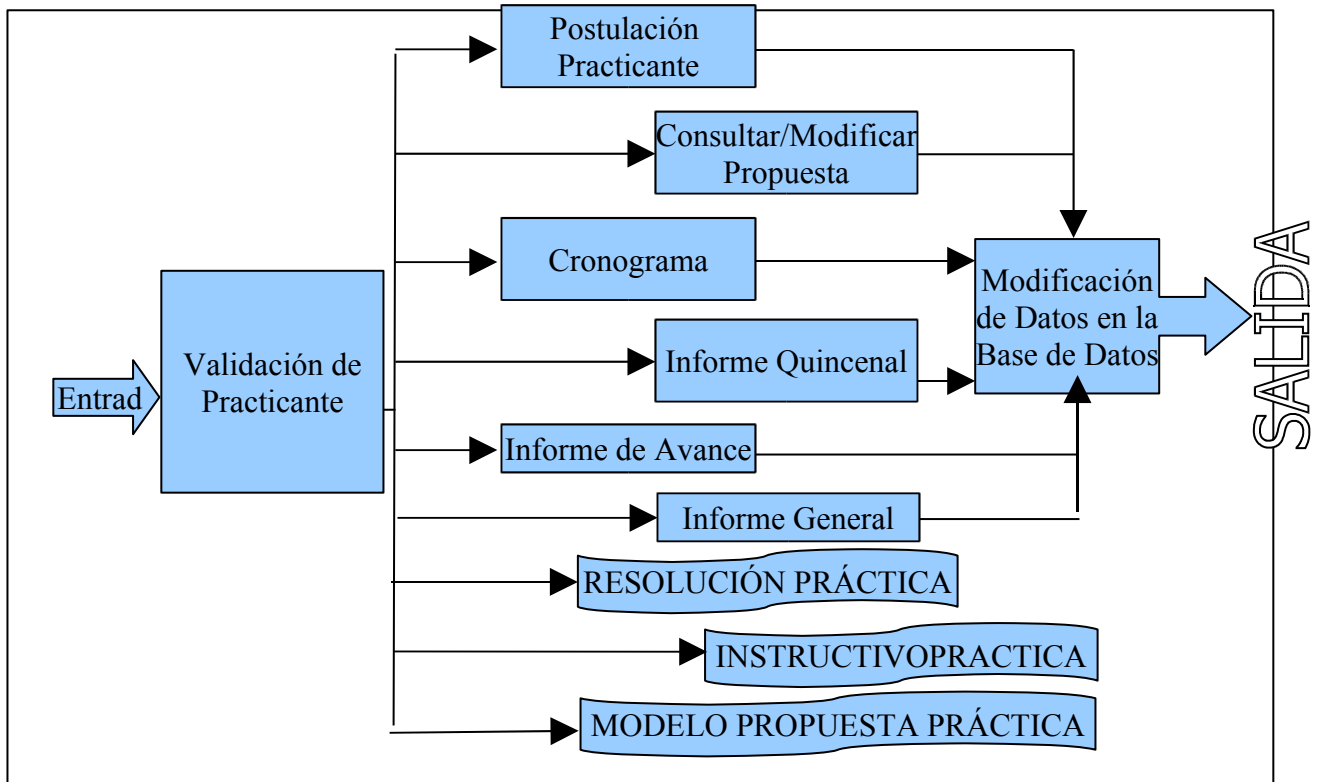 Postulación
Practicante
Consultar/Modificar
Propuesta
Cronograma
Modificación
de Datos en la
Base de Datos
SALIDA
Entrad
Validación de
Practicante
Informe Quincenal
Informe de Avance
Informe General
RESOLUCIÓN PRÁCTICA
INSTRUCTIVOPRACTICA
MODELO PROPUESTA PRÁCTICA